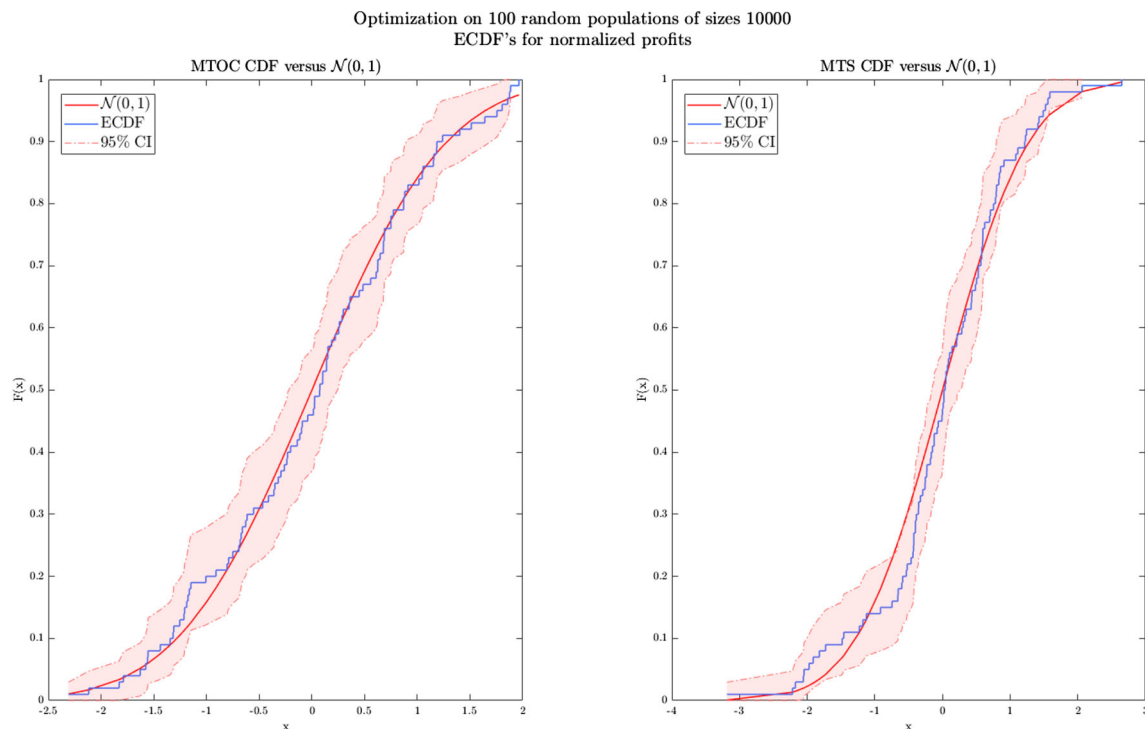 Optimization on 100 random populations of sizes 10000
ECDF's for normalized profits
MTOC CDF versus 𝒩(0, 1)
1
0.9
0.8
0.7
0.6
0.5
0.4
0.3
0.2
0.1
0
F(x)
𝒩(0, 1)
ECDF
95% CI
-2.5 -2 -1.5 -1 -0.5 0 0.5 1 1.5 2
x
MTS CDF versus 𝒩(0, 1)
1
0.9
0.8
0.7
0.6
0.5
0.4
0.3
0.2
0.1
0
F(x)
𝒩(0, 1)
ECDF
95% CI
-4 -3 -2 -1 0 1 2 3
x